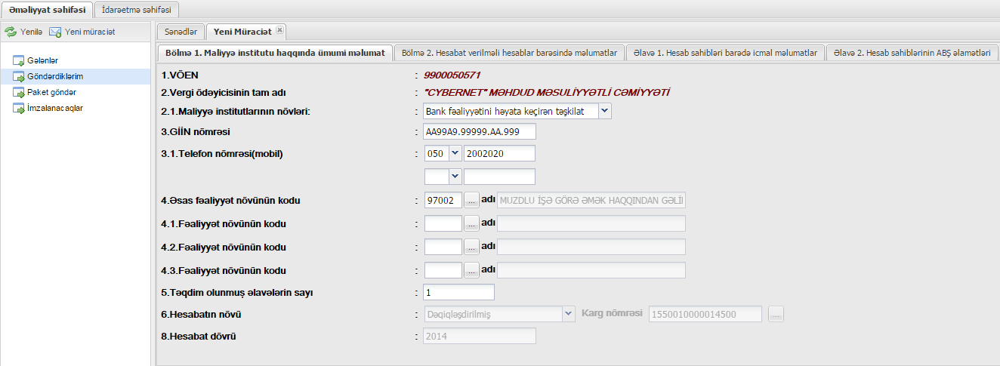 Əməliyyat səhifəsi İdarəetmə səhifəsi
Yenilə Yeni müraciət Sənədlər Yeni Müraciət
Bölmə 1. Maliyyə institutu haqqında ümumi məlumat Bölmə 2. Hesabat verilməli hesablar barəsində məlumatlar Əlavə 1. Hesab sahibləri barədə icmal məlumatlar Əlavə 2. Hesab sahiblərinin ABŞ əlamətləri
Gələnlər
Göndərdiklərim
Paket göndər
İmzalanacaqlar
1.VÖEN : 9900050571
2.Vergi ödəyicisinin tam adı : "CYBERNET" MƏHDUD MƏSULİYYƏTLİ CƏMİYYƏTİ
2.1.Maliyyə institutlarının növləri: : Bank fəaliyyətini həyata keçirən təşkilat
3.GİİN nömrəsi : AA99A9.99999.AA.999
3.1.Telefon nömrəsi(mobil) : 050 2002020
:
4.Əsas fəaliyyət növünün kodu : 97002 ... adı MUZDLU İŞƏ GÖRƏ ƏMƏK HAQQINDAN GƏLİ
4.1.Fəaliyyət növünün kodu : ... adı
4.2.Fəaliyyət növünün kodu : ... adı
4.3.Fəaliyyət növünün kodu : ... adı
5.Təqdim olunmuş əlavələrin sayı : 1
6.Hesabatın növü : Dəqiqləşdirilmiş Karg nömrəsi 1550010000014500 ...
8.Hesabat dövrü : 2014